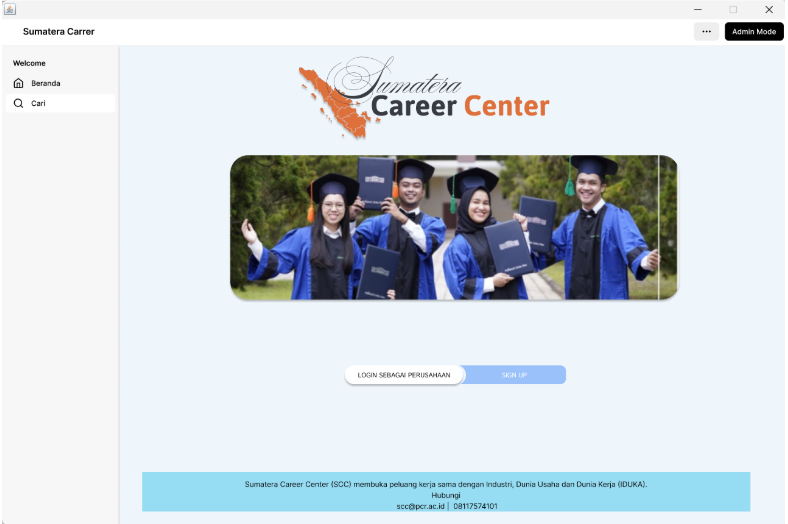 Sumatera Carrer
...
Admin Mode
Welcome
Beranda
Cari
Sumatera
Career Center
LOGIN SEBAGAI PERUSAHAAN
SIGN UP
Sumatera Career Center (SCC) membuka peluang kerja sama dengan Industri, Dunia Usaha dan Dunia Kerja (IDUKA).
Hubungi
scc@pcr.ac.id | 08117574101